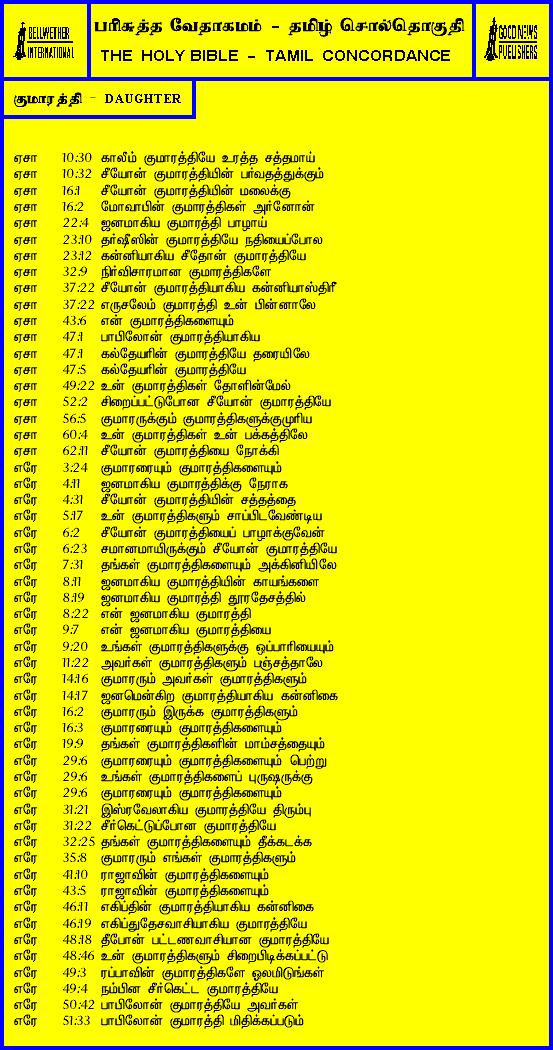 BELLWETHER
INTERNATIONAL
பரிசுத்த வேதாகமம் - தமிழ் சொல்தொகுதி
THE HOLY BIBLE - TAMIL CONCORDANCE
GOOD NEWS
PUBLISHERS
குமாரத்தி - DAUGHTER
ஏசா 10:30 காலீம் குமாரத்தியே உரத்த சத்தமாய்
ஏசா 10:32 சீயோன் குமாரத்தியின் பர்வதத்துக்கும்
ஏசா 16:1 சீயோன் குமாரத்தியின் மலைக்கு
ஏசா 16:2 மோவாபின் குமாரத்திகள் அர்னோன்
ஏசா 22:4 ஜனமாகிய குமாரத்தி பாழாய்
ஏசா 23:10 தர்ஷீஸின் குமாரத்தியே நதியைப்போல
ஏசா 23:12 கன்னியாகிய சீதோன் குமாரத்தியே
ஏசா 32:9 நிர்விசாரமான குமாரத்திகளே
ஏசா 37:22 சீயோன் குமாரத்தியாகிய கன்னியாஸ்திரீ
ஏசா 37:22 எருசலேம் குமாரத்தி உன் பின்னாலே
ஏசா 43:6 என் குமாரத்திகளையும்
ஏசா 47:1 பாபிலோன் குமாரத்தியாகிய
ஏசா 47:1 கல்தேயரின் குமாரத்தியே தரையிலே
ஏசா 47:5 கல்தேயரின் குமாரத்தியே
ஏசா 49:22 உன் குமாரத்திகள் தோளின்மேல்
ஏசா 52:2 சிறைப்பட்டுபோன சீயோன் குமாரத்தியே
ஏசா 56:5 குமாரருக்கும் குமாரத்திகளுக்குமுரிய
ஏசா 60:4 உன் குமாரத்திகள் உன் பக்கத்திலே
ஏசா 62:11 சீயோன் குமாரத்தியை நோக்கி
எரே 3:24 குமாரரையும் குமாரத்திகளையும்
எரே 4:11 ஜனமாகிய குமாரத்திக்கு நேராக
எரே 4:31 சீயோன் குமாரத்தியின் சத்தத்தை
எரே 5:17 உன் குமாரத்திகளும் சாப்பிடவேண்டிய
எரே 6:2 சீயோன் குமாரத்தியைப் பாழாக்குவேன்
எரே 6:23 சமானமாயிருக்கும் சீயோன் குமாரத்தியே
எரே 7:31 தங்கள் குமாரத்திகளையும் அக்கினியிலே
எரே 8:11 ஜனமாகிய குமாரத்தியின் காயங்களை
எரே 8:19 ஜனமாகிய குமாரத்தி தூரதேசத்தில்
எரே 8:22 என் ஜனமாகிய குமாரத்தி
எரே 9:7 என் ஜனமாகிய குமாரத்தியை
எரே 9:20 உங்கள் குமாரத்திகளுக்கு ஒப்பாரியையும்
எரே 11:22 அவர்கள் குமாரத்திகளும் பஞ்சத்தாலே
எரே 14:16 குமாரரும் அவர்கள் குமாரத்திகளும்
எரே 14:17 ஜனமென்கிற குமாரத்தியாகிய கன்னிகை
எரே 16:2 குமாரரும் இருக்க குமாரத்திகளும்
எரே 16:3 குமாரரையும் குமாரத்திகளையும்
எரே 19:9 தங்கள் குமாரத்திகளின் மாம்சத்தையும்
எரே 29:6 குமாரரையும் குமாரத்திகளையும் பெற்று
எரே 29:6 உங்கள் குமாரத்திகளைப் புருஷருக்கு
எரே 29:6 குமாரரையும் குமாரத்திகளையும்
எரே 31:21 இஸ்ரவேலாகிய குமாரத்தியே திரும்பு
எரே 31:22 சீர்கெட்டுப்போன குமாரத்தியே
எரே 32:25 தங்கள் குமாரத்திகளையும் தீக்கடக்க
எரே 35:8 குமாரரும் எங்கள் குமாரத்திகளும்
எரே 41:10 ராஜாவின் குமாரத்திகளையும்
எரே 43:5 ராஜாவின் குமாரத்திகளையும்
எரே 46:11 எகிப்தின் குமாரத்தியாகிய கன்னிகை
எரே 46:19 எகிப்துதேசவாசியாகிய குமாரத்தியே
எரே 48:18 தீபோன் பட்டணவாசியான குமாரத்தியே
எரே 48:46 உன் குமாரத்திகளும் சிறைபிடிக்கப்பட்டு
எரே 49:3 ரப்பாவின் குமாரத்திகளே ஓலமிடுங்கள்
எரே 49:4 நம்பின சீர்கெட்ட குமாரத்தியே
எரே 50:42 பாபிலோன் குமாரத்தியே அவர்கள்
எரே 51:33 பாபிலோன் குமாரத்தி மிதிக்கப்படும்